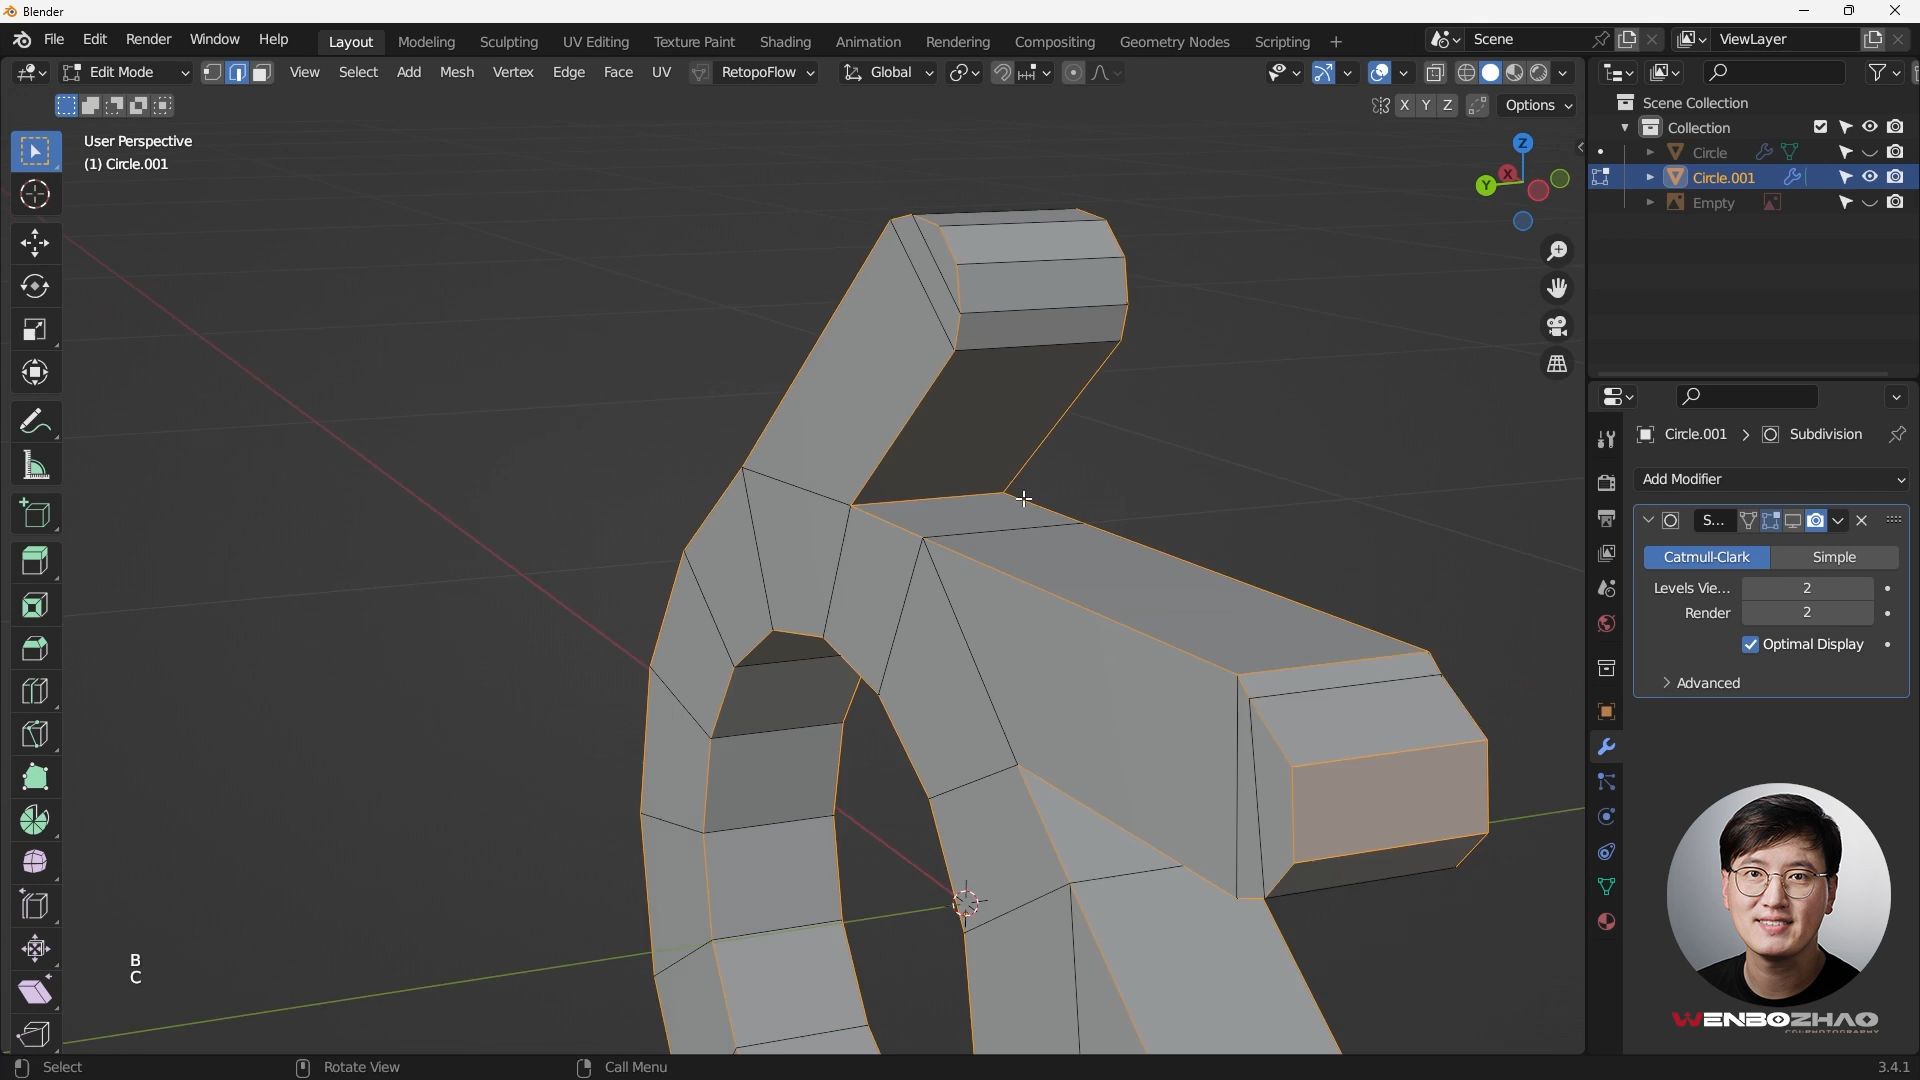 Blender
File Edit Render Window Help
Layout Modeling Sculpting UV Editing Texture Paint Shading Animation Rendering Compositing Geometry Nodes Scripting +
Scene
ViewLayer
Edit Mode
View Select Add Mesh Vertex Edge Face UV
RetopoFlow
Global
X Y Z
Options
User Perspective
(1) Circle.001
Z
X
Y
Scene Collection
Collection
Circle
Circle.001
Empty
Circle.001 > Subdivision
Add Modifier
S...
Catmull-Clark Simple
Levels Vie... 2
Render 2
Optimal Display
Advanced
B
C
WENBOZHAO
Select Rotate View Call Menu
3.4.1